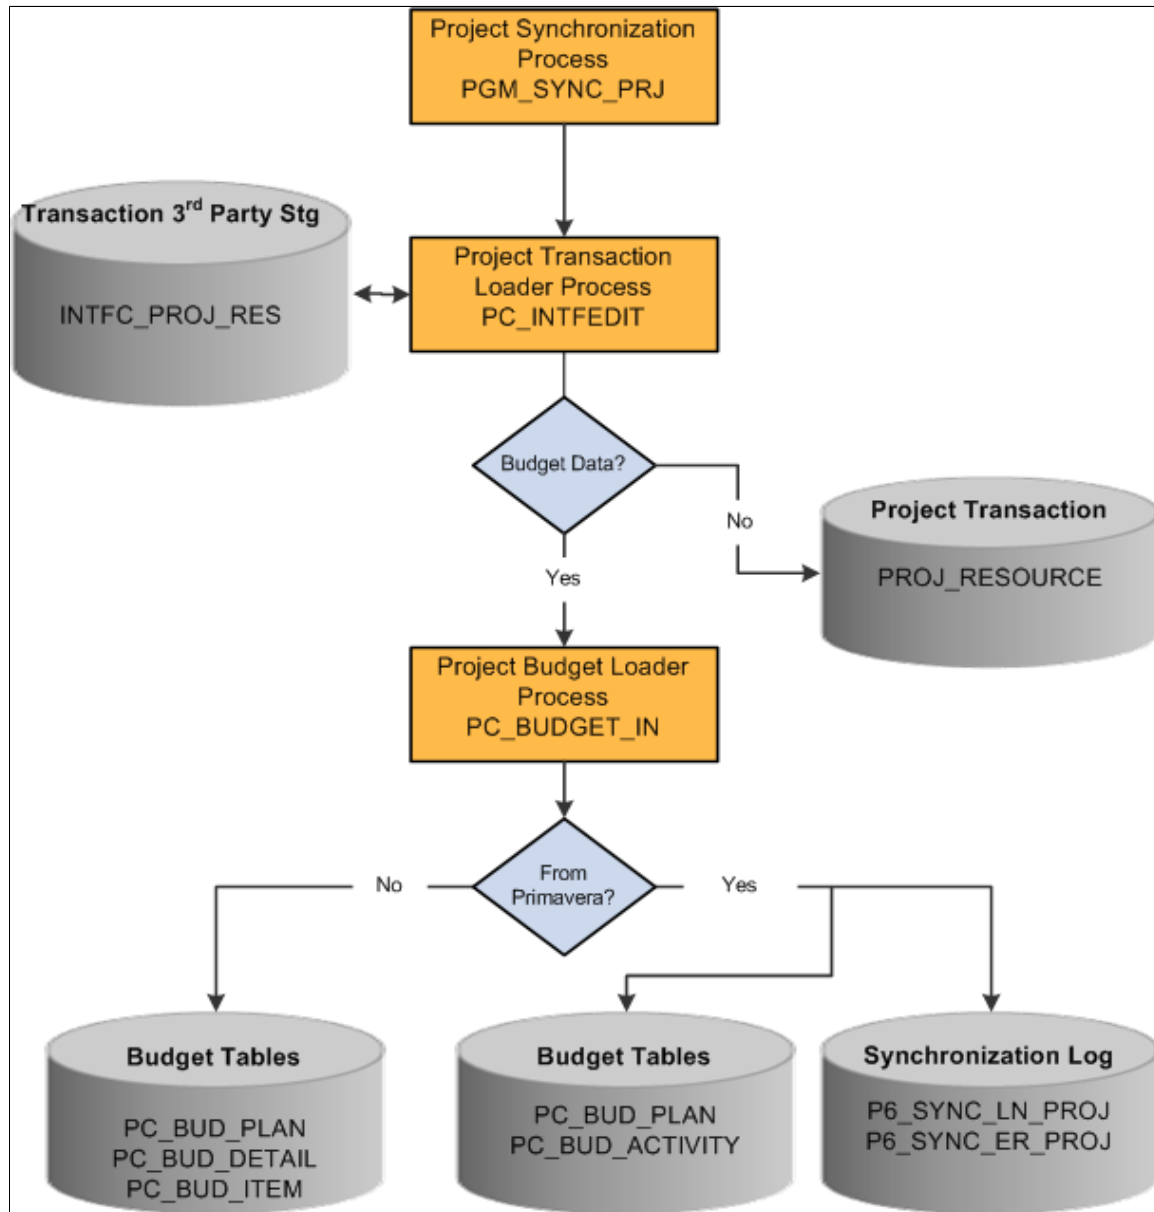 Project Synchronization
Process
PGM_SYNC_PRJ
Transaction 3rd Party Stg
INTFC_PROJ_RES
Project Transaction
Loader Process
PC_INTFEDIT
Budget Data?
No
Yes
Project Transaction
PROJ_RESOURCE
Project Budget Loader
Process
PC_BUDGET_IN
From
Primavera?
No
Yes
Budget Tables
PC_BUD_PLAN
PC_BUD_DETAIL
PC_BUD_ITEM
Budget Tables
PC_BUD_PLAN
PC_BUD_ACTIVITY
Synchronization Log
P6_SYNC_LN_PROJ
P6_SYNC_ER_PROJ